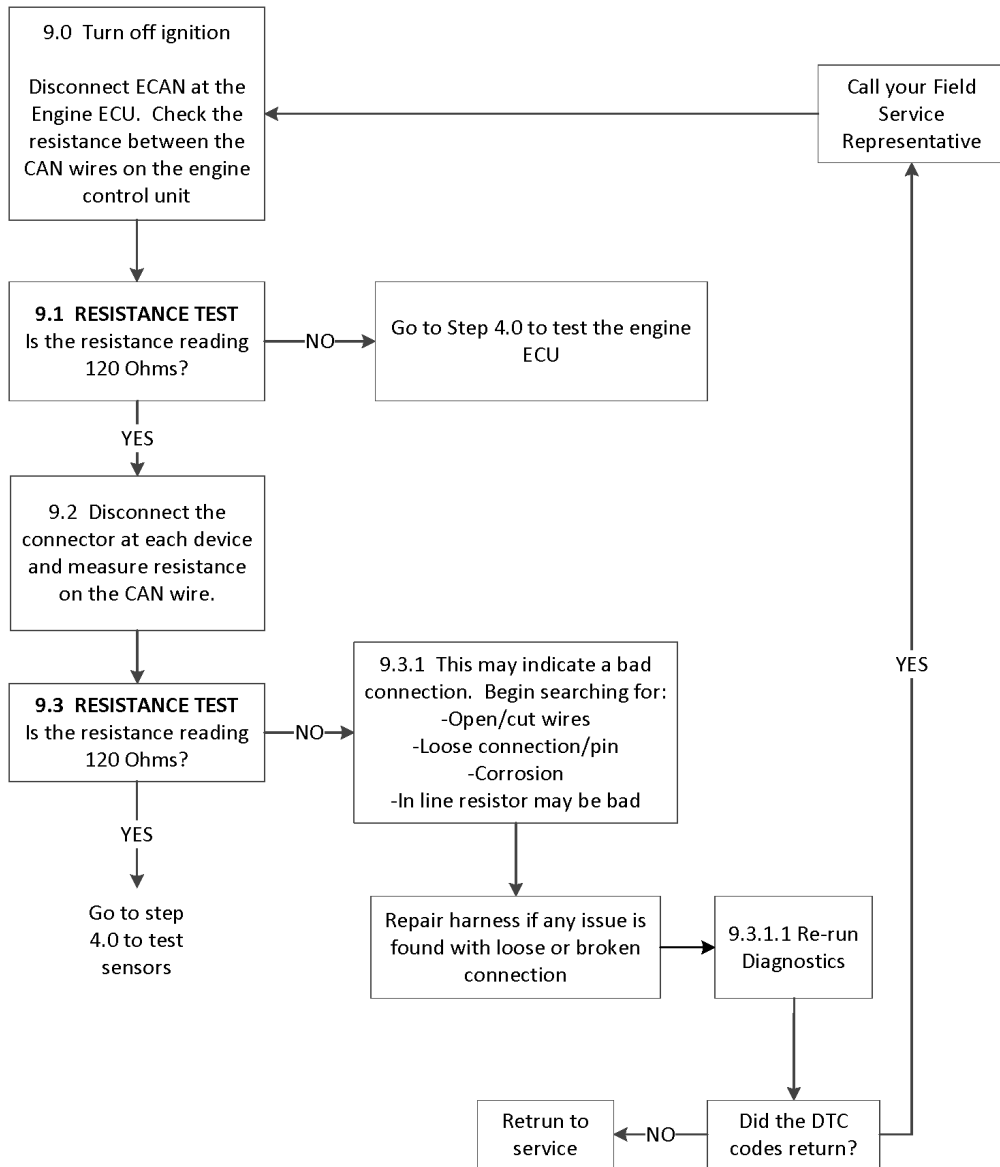 9.0 Turn off ignition
Disconnect ECAN at the
Engine ECU. Check the
resistance between the
CAN wires on the engine
control unit
Call your Field
Service
Representative
9.1 RESISTANCE TEST
Is the resistance reading
120 Ohms?
NO
Go to Step 4.0 to test the engine
ECU
YES
9.2 Disconnect the
connector at each device
and measure resistance
on the CAN wire.
9.3 RESISTANCE TEST
Is the resistance reading
120 Ohms?
NO
9.3.1 This may indicate a bad
connection. Begin searching for:
-Open/cut wires
-Loose connection/pin
-Corrosion
-In line resistor may be bad
YES
YES
Go to step
4.0 to test
sensors
Repair harness if any issue is
found with loose or broken
connection
9.3.1.1 Re-run
Diagnostics
Did the DTC
codes return?
NO
Retrun to
service